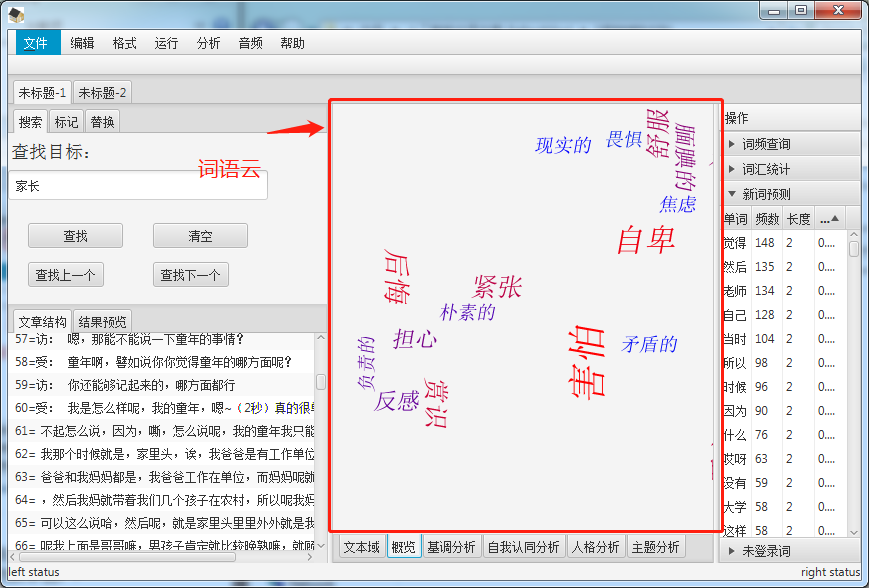 文件 编辑 格式 运行 分析 音频 帮助
未标题-1 未标题-2
搜索 标记 替换
查找目标：
词语云
家长
查找 清空
查找上一个 查找下一个
文章结构 结果预览
57=访： 嗯，那能不能说一下童年的事情？
58=受： 童年啊，譬如说你你觉得童年的哪方面呢？
59=访： 你还能够记起来的，哪方面都行
60=受： 我是怎么样呢，我的童年，嗯~（2秒）真的很
61= 不起怎么说，因为，嘶，怎么说呢，我的童年我只能
62= 我那个时候就是，家里头，诶，我爸爸是有工作单位
63= 爸爸和我妈妈都是，我爸爸工作在单位，而妈妈呢就
64= ，然后我妈就带着我们几个孩子在农村，所以呢我妈
65= 可以这么说哈，然后呢，就是家里里里外外就是我
66= 呢我上面是哥哥嘛，男孩子肯定就比较晚熟嘛，就顾
现实的
畏惧
舒服
腼腆的
焦虑
自卑
后悔
紧张
朴素的
担心
负责的
反感
赏识
害怕
矛盾的
文本域 概览 基调分析 自我认同分析 人格分析 主题分析
操作
词频查询
词汇统计
新词预测
单词 频数 长度 ...
觉得 148 2 0....
然后 135 2 0....
老师 134 2 0....
自己 128 2 0....
当时 104 2 0....
所以 98 2 0....
时候 96 2 0....
因为 90 2 0....
什么 76 2 0....
哎呀 63 2 0....
没有 59 2 0....
大学 58 2 0....
这样 58 2 0....
未登录词
left status
right status